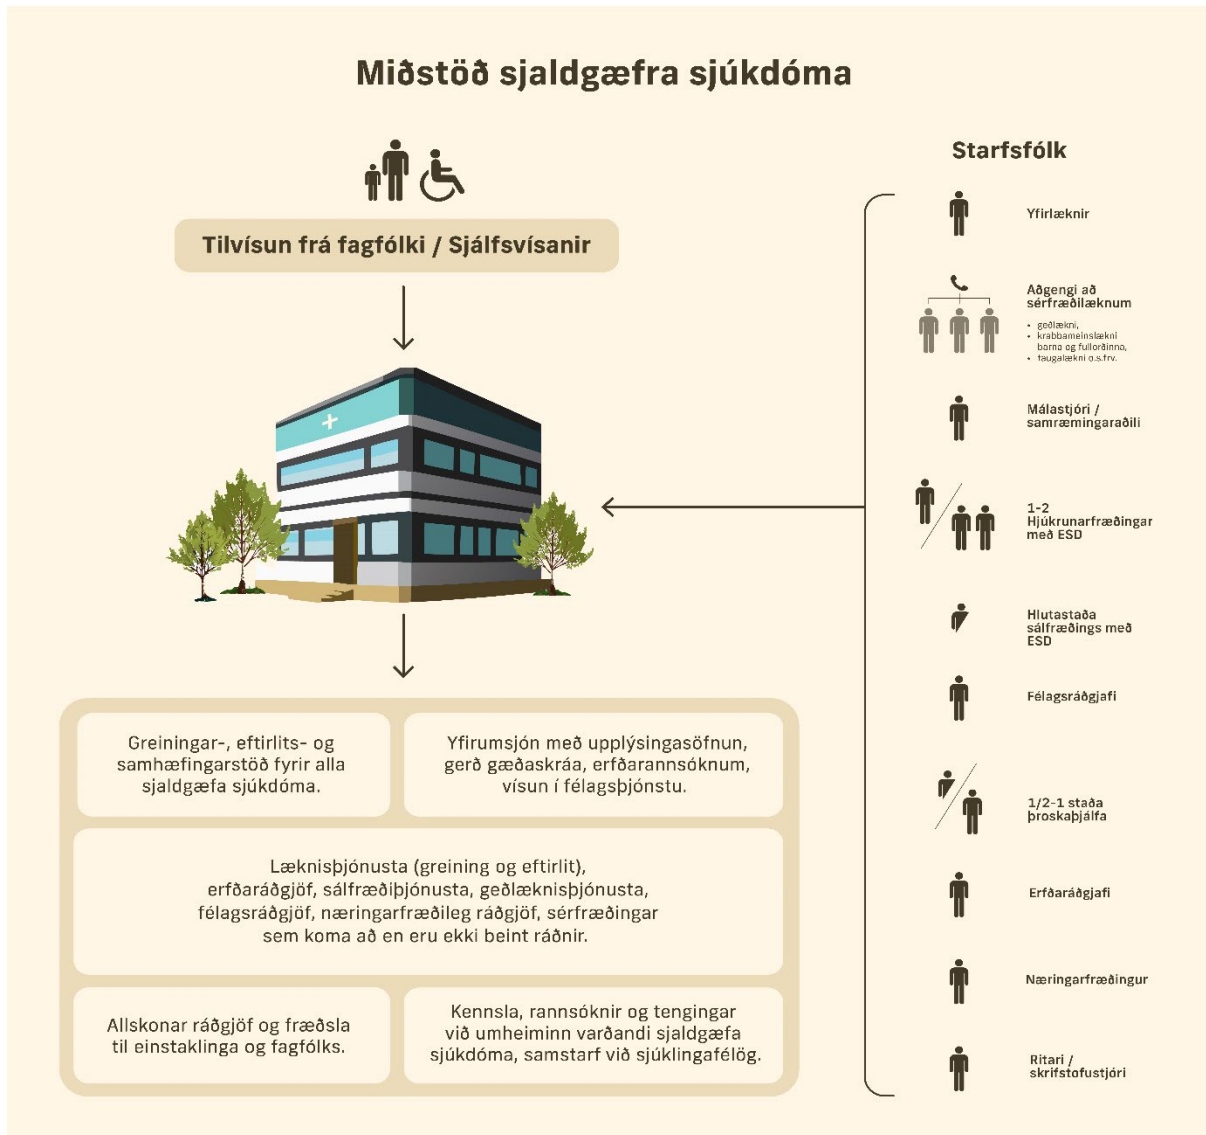 Miðstöð sjaldgæfra sjúkdóma
Tilvísun frá fagfólki / Sjálfsvísanir
Greiningar-, eftirlits- og
samhæfingarstöð fyrir alla
sjaldgæfa sjúkdóma.
Yfirumsjón með upplýsingasöfnun,
gerð gæðaskráa, erfðarannsóknum,
vísun í félagsþjónstu.
Læknisþjónusta (greining og eftirlit),
erfðaráðgjöf, sálfræðiþjónusta, geðlæknisþjónusta,
félagsráðgjöf, næringarfræðileg ráðgjöf, sérfræðingar
sem koma að en eru ekki beint ráðnir.
Allskonar ráðgjöf og fræðsla
til einstaklinga og fagfólks.
Kennsla, rannsóknir og tengingar
við umheiminn varðandi sjaldgæfa
sjúkdóma, samstarf við sjúklingafélög.
Starfsfólk
Yfirlæknir
Aðgengi að
sérfræðilæknum
• geðlækni,
• krabbameinslækni
barna og fullorðinna,
• taugalækni o.s.frv.
Málastjóri /
samræmingaraðili
1-2
Hjúkrunarfræðingar
með ESD
Hlutastaða
sálfræðings með
ESD
Félagsráðgjafi
1/2-1 staða
þroskaþjálfa
Erfðaráðgjafi
Næringarfræðingur
Ritari /
skrifstofustjóri